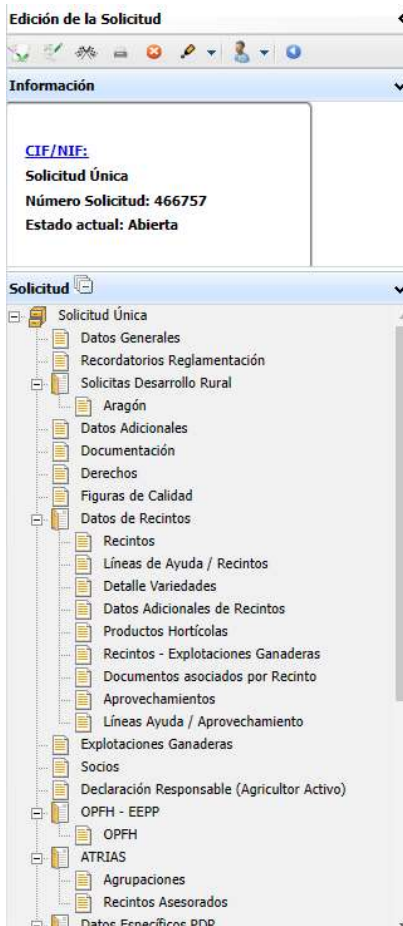 Edición de la Solicitud
Información
CIF/NIF:
Solicitud Única
Número Solicitud: 466757
Estado actual: Abierta
Solicitud
Solicitud Única
Datos Generales
Recordatorios Reglamentación
Solicitas Desarrollo Rural
Aragón
Datos Adicionales
Documentación
Derechos
Figuras de Calidad
Datos de Recintos
Recintos
Líneas de Ayuda / Recintos
Detalle Variedades
Datos Adicionales de Recintos
Productos Hortícolas
Recintos - Explotaciones Ganaderas
Documentos asociados por Recinto
Aprovechamientos
Líneas Ayuda / Aprovechamiento
Explotaciones Ganaderas
Socios
Declaración Responsable (Agricultor Activo)
OPFH - EEPP
OPFH
ATRIAS
Agrupaciones
Recintos Asesorados
Datos Específicos PDR